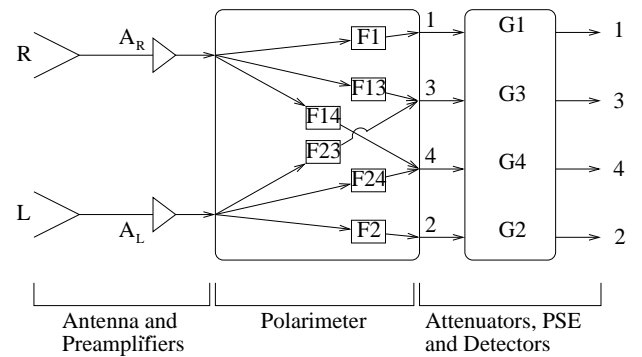 1 G1 1
R A_R F1
F13 3 G3 3
F14
F23
4 G4 4
F24
L A_L F2 2 G2 2
Antenna and Polarimeter Attenuators, PSE
Preamplifiers and Detectors